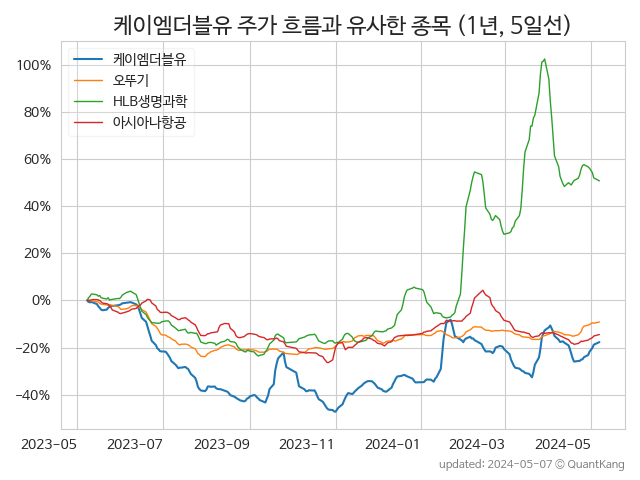 케이엠더블유 주가 흐름과 유사한 종목 (1년, 5일선)
케이엠더블유
오뚜기
HLB생명과학
아시아나항공
100%
80%
60%
40%
20%
0%
−20%
−40%
2023-05 2023-07 2023-09 2023-11 2024-01 2024-03 2024-05
updated: 2024-05-07 © QuantKang